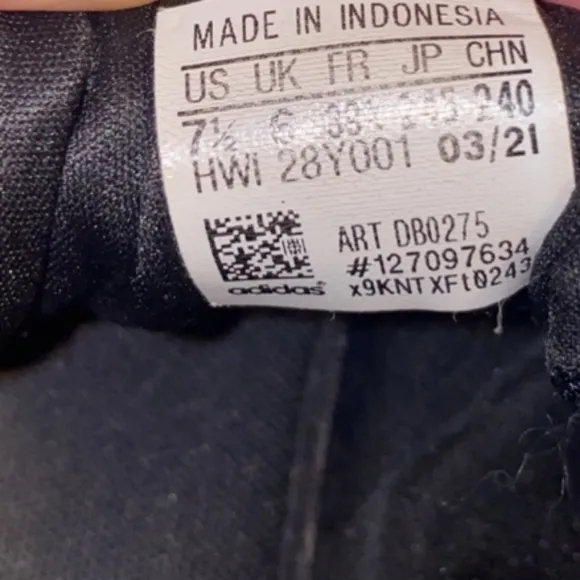 MADE IN INDONESIA
US UK FR JP CHN
7½ 6 240
HWI 28Y001 03/21
ART DB0275
#127097634
x9KNTXFt0243
adidas